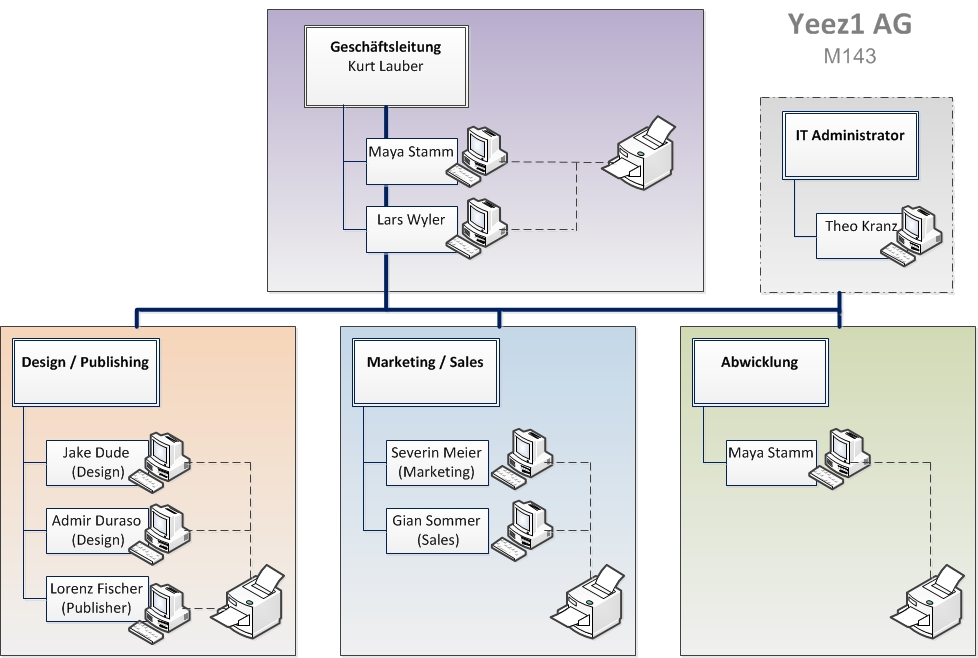 Yeez1 AG
M143
Geschäftsleitung
Kurt Lauber
Maya Stamm
Lars Wyler
IT Administrator
Theo Kranz
Design / Publishing
Jake Dude
(Design)
Admir Duraso
(Design)
Lorenz Fischer
(Publisher)
Marketing / Sales
Severin Meier
(Marketing)
Gian Sommer
(Sales)
Abwicklung
Maya Stamm